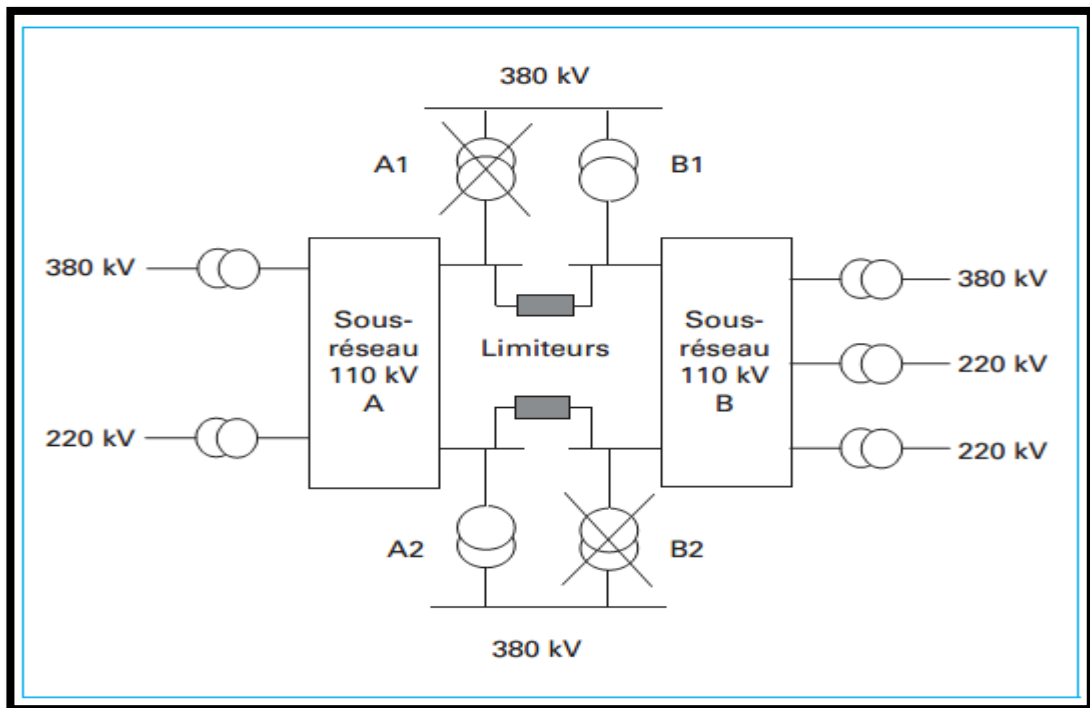 380 kV
A1
B1
380 kV
Sous-
réseau
110 kV
A
Limiteurs
Sous-
réseau
110 kV
B
380 kV
220 kV
220 kV
220 kV
A2
B2
380 kV